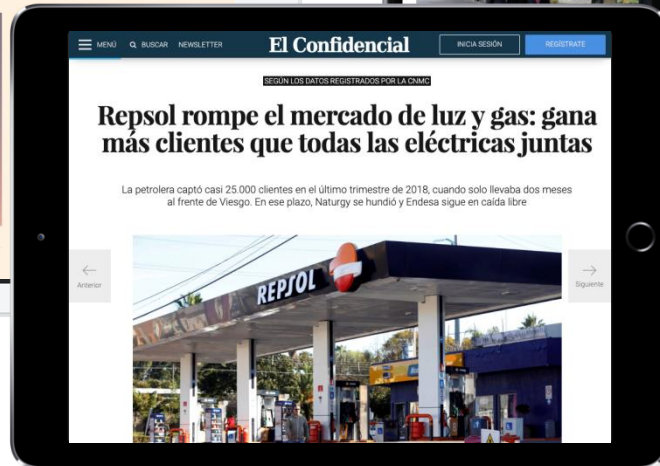 MENÚ BUSCAR NEWSLETTER El Confidencial INICIA SESIÓN REGÍSTRATE
SEGÚN LOS DATOS REGISTRADOS POR LA CNMC
Repsol rompe el mercado de luz y gas: gana
más clientes que todas las eléctricas juntas
La petrolera captó casi 25.000 clientes en el último trimestre de 2018, cuando solo llevaba dos meses
al frente de Viesgo. En ese plazo, Naturgy se hundió y Endesa sigue en caída libre
Anterior
Siguiente
REPSOL